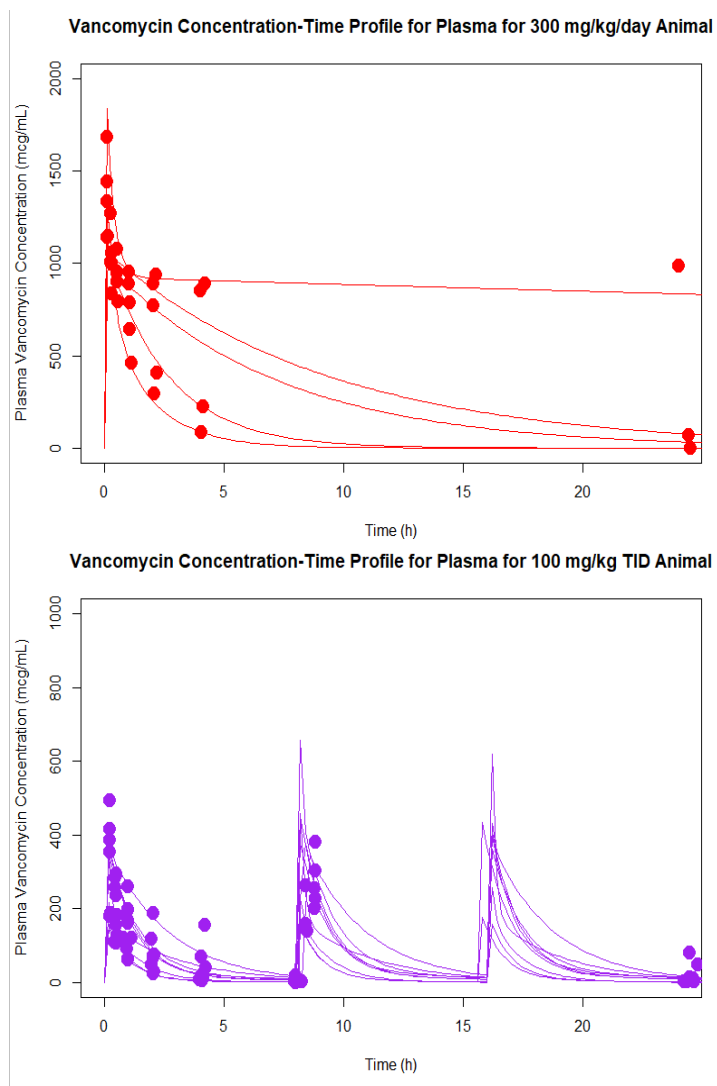 Vancomycin Concentration-Time Profile for Plasma for 300 mg/kg/day Animal
Plasma Vancomycin Concentration (mcg/mL)
2000
1500
1000
500
0
0 5 10 15 20
Time (h)
Vancomycin Concentration-Time Profile for Plasma for 100 mg/kg TID Animal
Plasma Vancomycin Concentration (mcg/mL)
1000
800
600
400
200
0
0 5 10 15 20
Time (h)